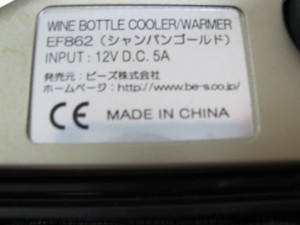 WINE BOTTLE COOLER/WARMER
EF862（シャンパンゴールド）
INPUT : 12V D.C. 5A
発売元：ビーズ株式会社
ホームページ：http://www.be-s.co.jp/
CE MADE IN CHINA